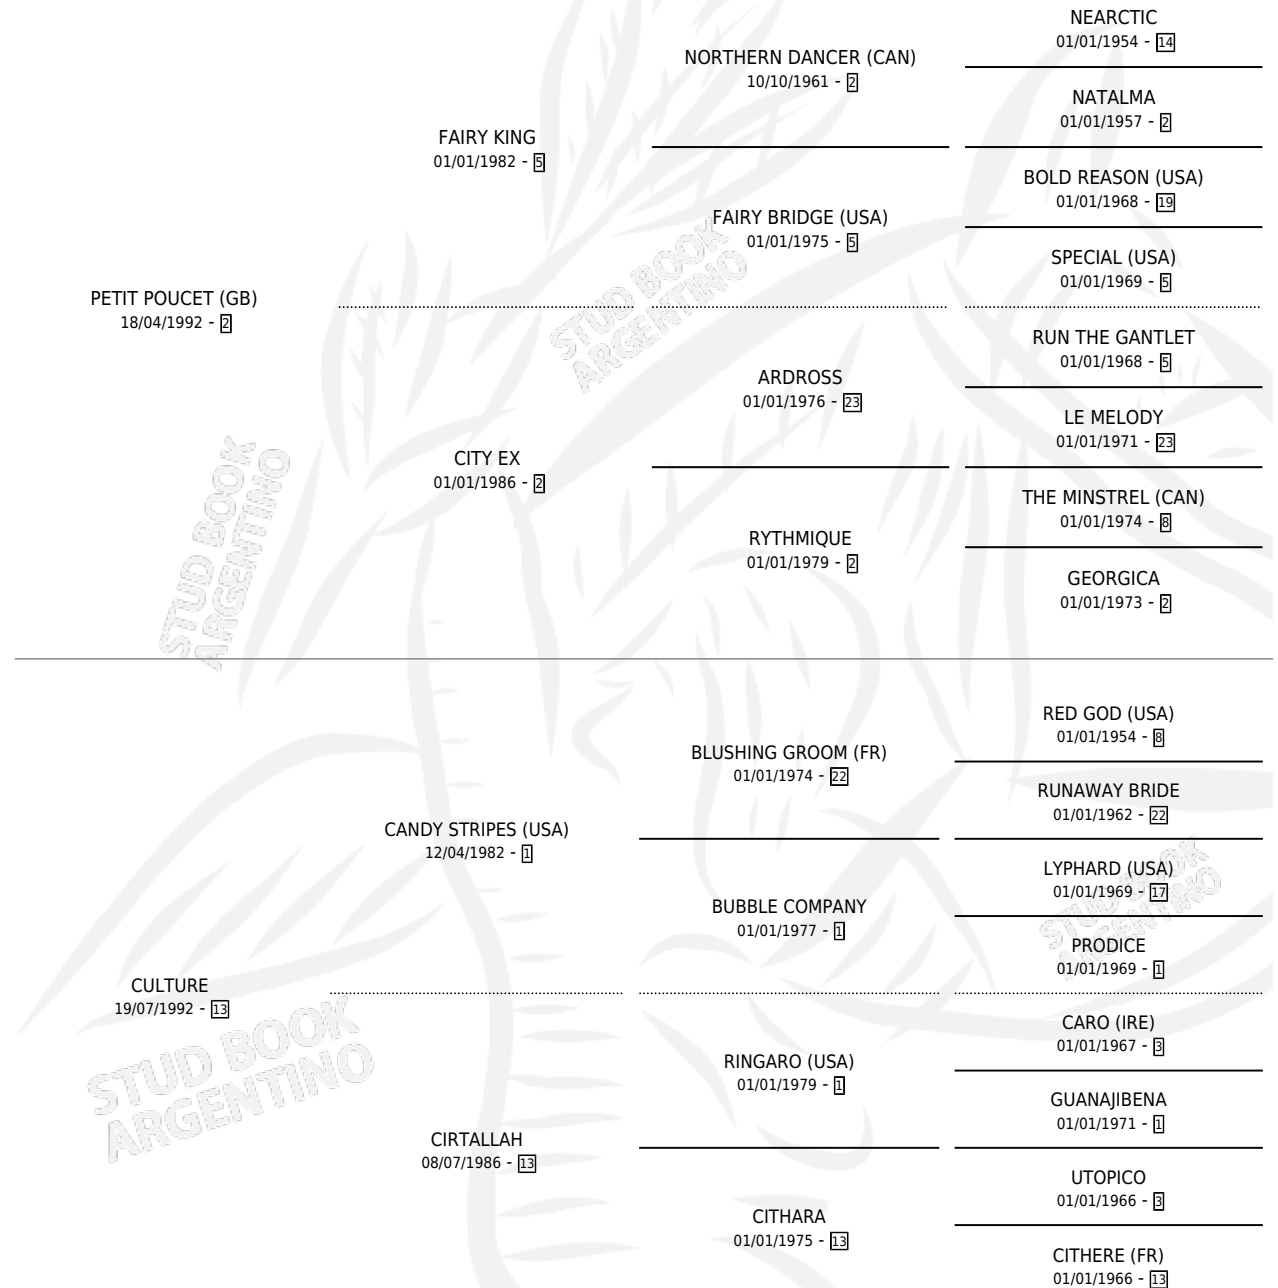 NEARCTIC
01/01/1954 - 14
NORTHERN DANCER (CAN)
10/10/1961 - 2
NATALMA
01/01/1957 - 2
FAIRY KING
01/01/1982 - 5
BOLD REASON (USA)
01/01/1968 - 19
FAIRY BRIDGE (USA)
01/01/1975 - 5
SPECIAL (USA)
01/01/1969 - 5
STUD BOOK
ARGENTINO
PETIT POUCET (GB)
18/04/1992 - 2
RUN THE GANTLET
01/01/1968 - 5
ARDROSS
01/01/1976 - 23
LE MELODY
01/01/1971 - 23
CITY EX
01/01/1986 - 2
THE MINSTREL (CAN)
01/01/1974 - 8
RYTHMIQUE
01/01/1979 - 2
GEORGICA
01/01/1973 - 2
STUD BOOK
ARGENTINO
RED GOD (USA)
01/01/1954 - 8
BLUSHING GROOM (FR)
01/01/1974 - 22
RUNAWAY BRIDE
01/01/1962 - 22
CANDY STRIPES (USA)
12/04/1982 - 1
LYPHARD (USA)
01/01/1969 - 17
BUBBLE COMPANY
01/01/1977 - 1
STUD BOOK
ARGENTINO
PRODICE
01/01/1969 - 1
CULTURE
19/07/1992 - 13
CARO (IRE)
01/01/1967 - 3
RINGARO (USA)
01/01/1979 - 1
STUD BOOK
ARGENTINO
GUANAJIBENA
01/01/1971 - 1
CIRTALLAH
08/07/1986 - 13
UTOPICO
01/01/1966 - 3
CITHARA
01/01/1975 - 13
CITHERE (FR)
01/01/1966 - 13